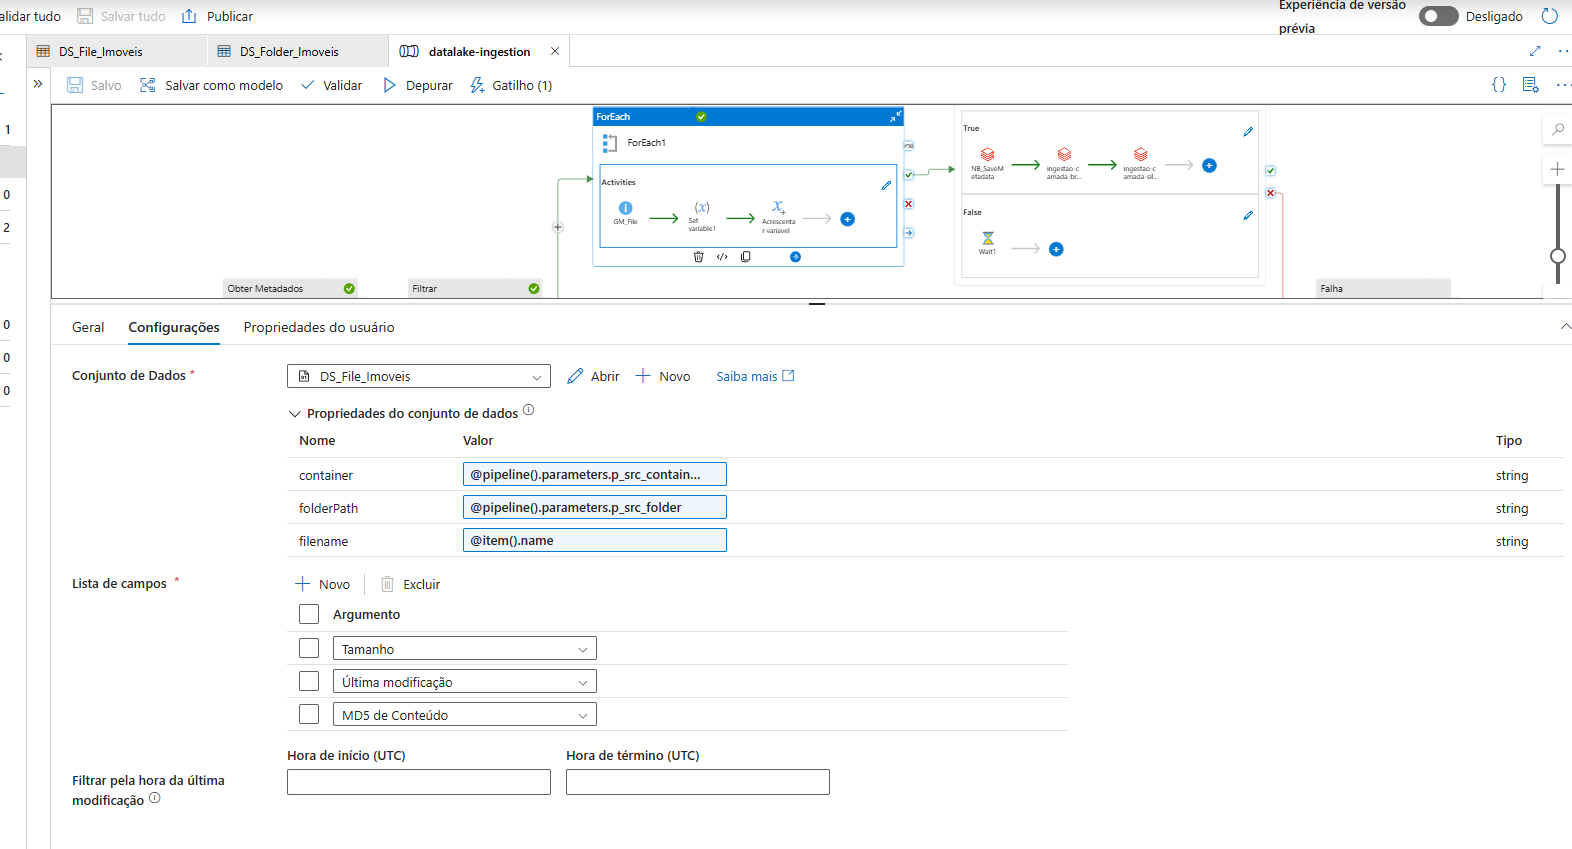 alidar tudo
Salvar tudo
Publicar
Experiência de versão
prévia
Desligado
DS_File_Imoveis
DS_Folder_Imoveis
datalake-ingestion
Salvo
Salvar como modelo
Validar
Depurar
Gatilho (1)
{}
1
0
2
0
0
0
ForEach
ForEach1
Activities
GM_File
(x)
Set
variable1
Acrescenta
r variavel
True
NB_SaveM
etadata
ingestao-c
amada-br...
ingestao-c
amada-sil...
False
Wait1
Obter Metadados
Filtrar
Falha
Geral
Configurações
Propriedades do usuário
Conjunto de Dados *
DS_File_Imoveis
Abrir
Novo
Saiba mais
Propriedades do conjunto de dados
Nome
Valor
Tipo
container
@pipeline().parameters.p_src_contain...
string
folderPath
@pipeline().parameters.p_src_folder
string
filename
@item().name
string
Lista de campos *
Novo
Excluir
Argumento
Tamanho
Última modificação
MD5 de Conteúdo
Hora de início (UTC)
Hora de término (UTC)
Filtrar pela hora da última
modificação